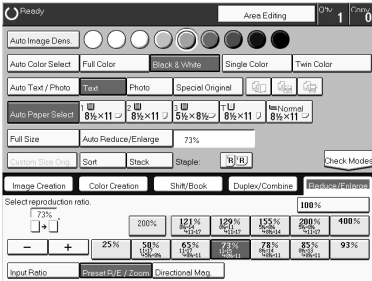 Ready Area Editing Q'ty 1 Copy 0
Auto Image Dens.
Auto Color Select Full Color Black & White Single Color Twin Color
Auto Text / Photo Text Photo Special Original
Auto Paper Select 1 8½×11 2 8½×11 3 5½×8½ T 8½×11 Normal 8½×11
Full Size Auto Reduce/Enlarge 73%
Custom Size Orig. Sort Stack Staple: Check Modes
Image Creation Color Creation Shift/Book Duplex/Combine Reduce/Enlarge
Select reproduction ratio. 100%
73%
200% 121% 129% 155% 200% 400%
− + 25% 50% 65% 73% 78% 85% 93%
Input Ratio Preset R/E / Zoom Directional Mag.